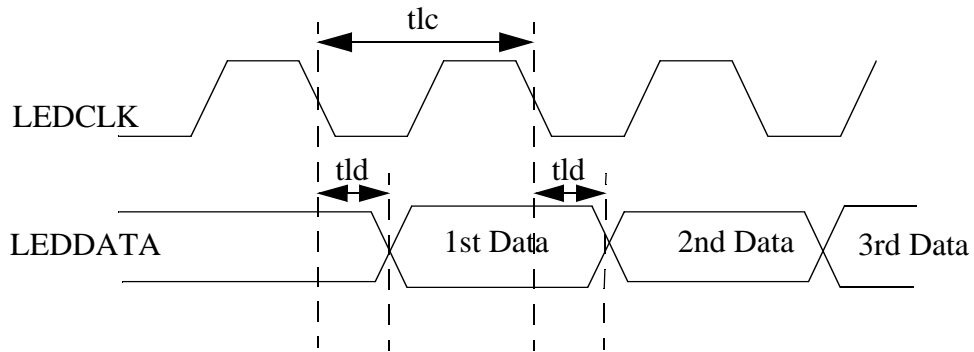 tlc
LEDCLK
tld tld
LEDDATA 1st Data 2nd Data 3rd Data